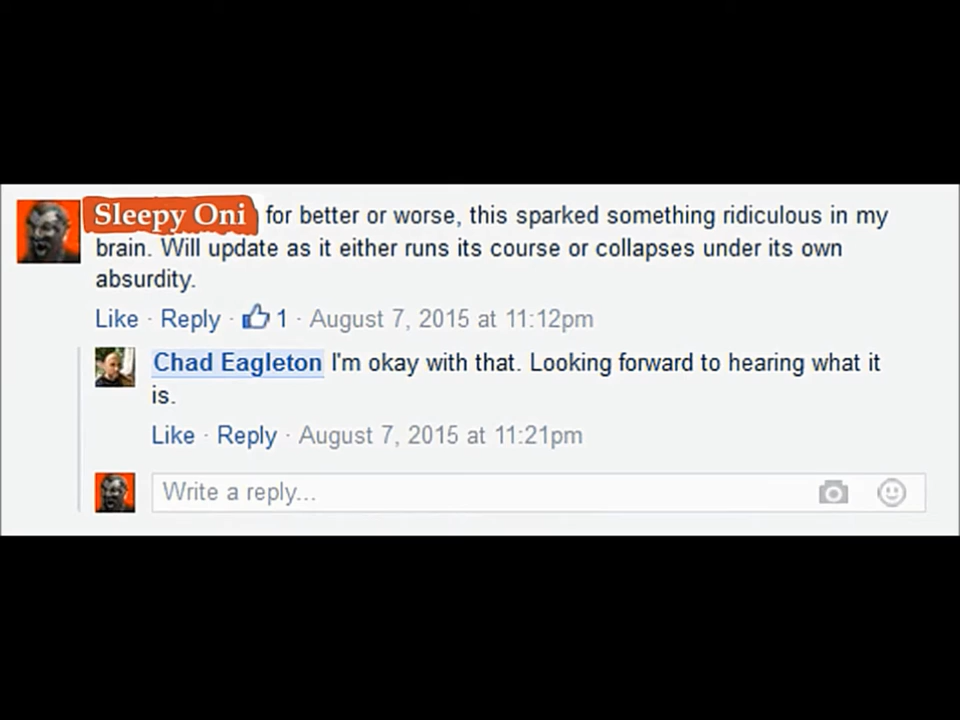 Sleepy Oni for better or worse, this sparked something ridiculous in my
brain. Will update as it either runs its course or collapses under its own
absurdity.
Like · Reply · 1 · August 7, 2015 at 11:12pm
Chad Eagleton I'm okay with that. Looking forward to hearing what it
is.
Like · Reply · August 7, 2015 at 11:21pm
Write a reply...